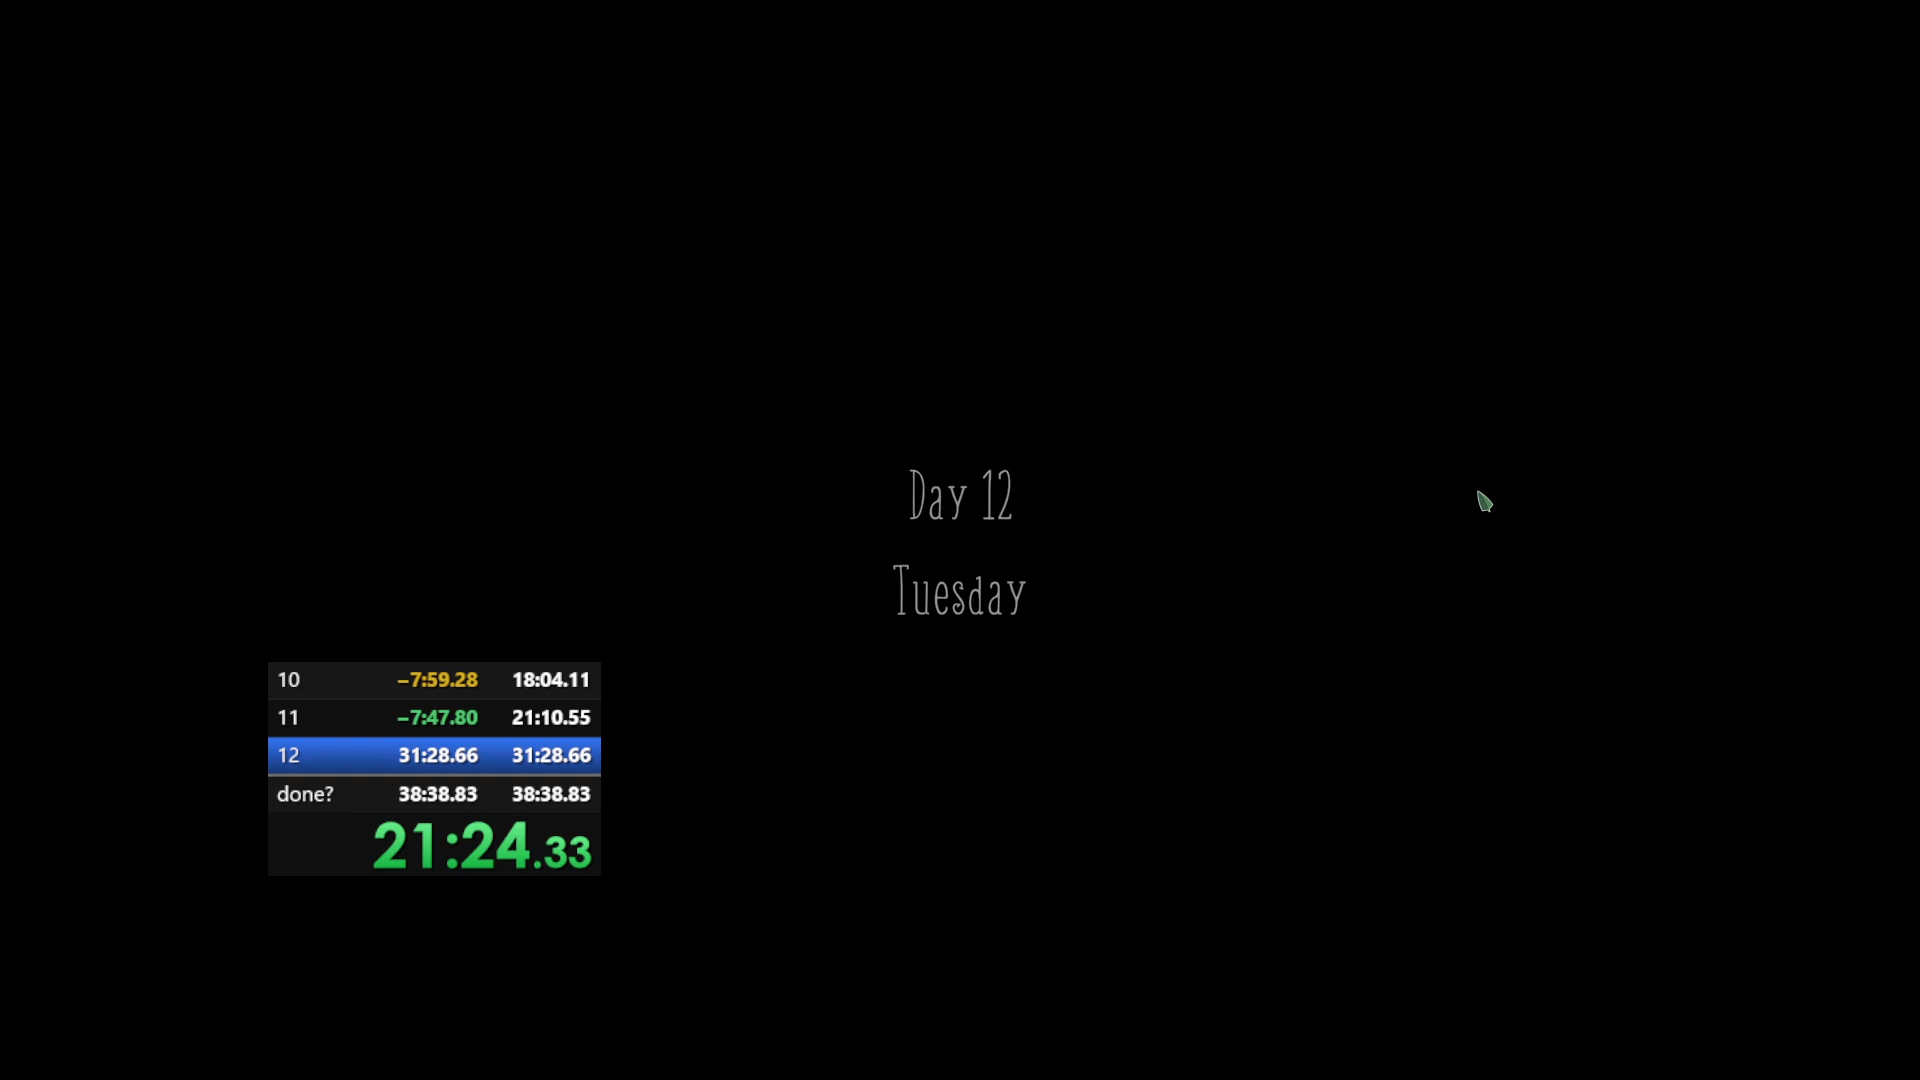 Day 12
Tuesday
10 −7:59.28 18:04.11
11 −7:47.80 21:10.55
12 31:28.66 31:28.66
done? 38:38.83 38:38.83
21:24.33